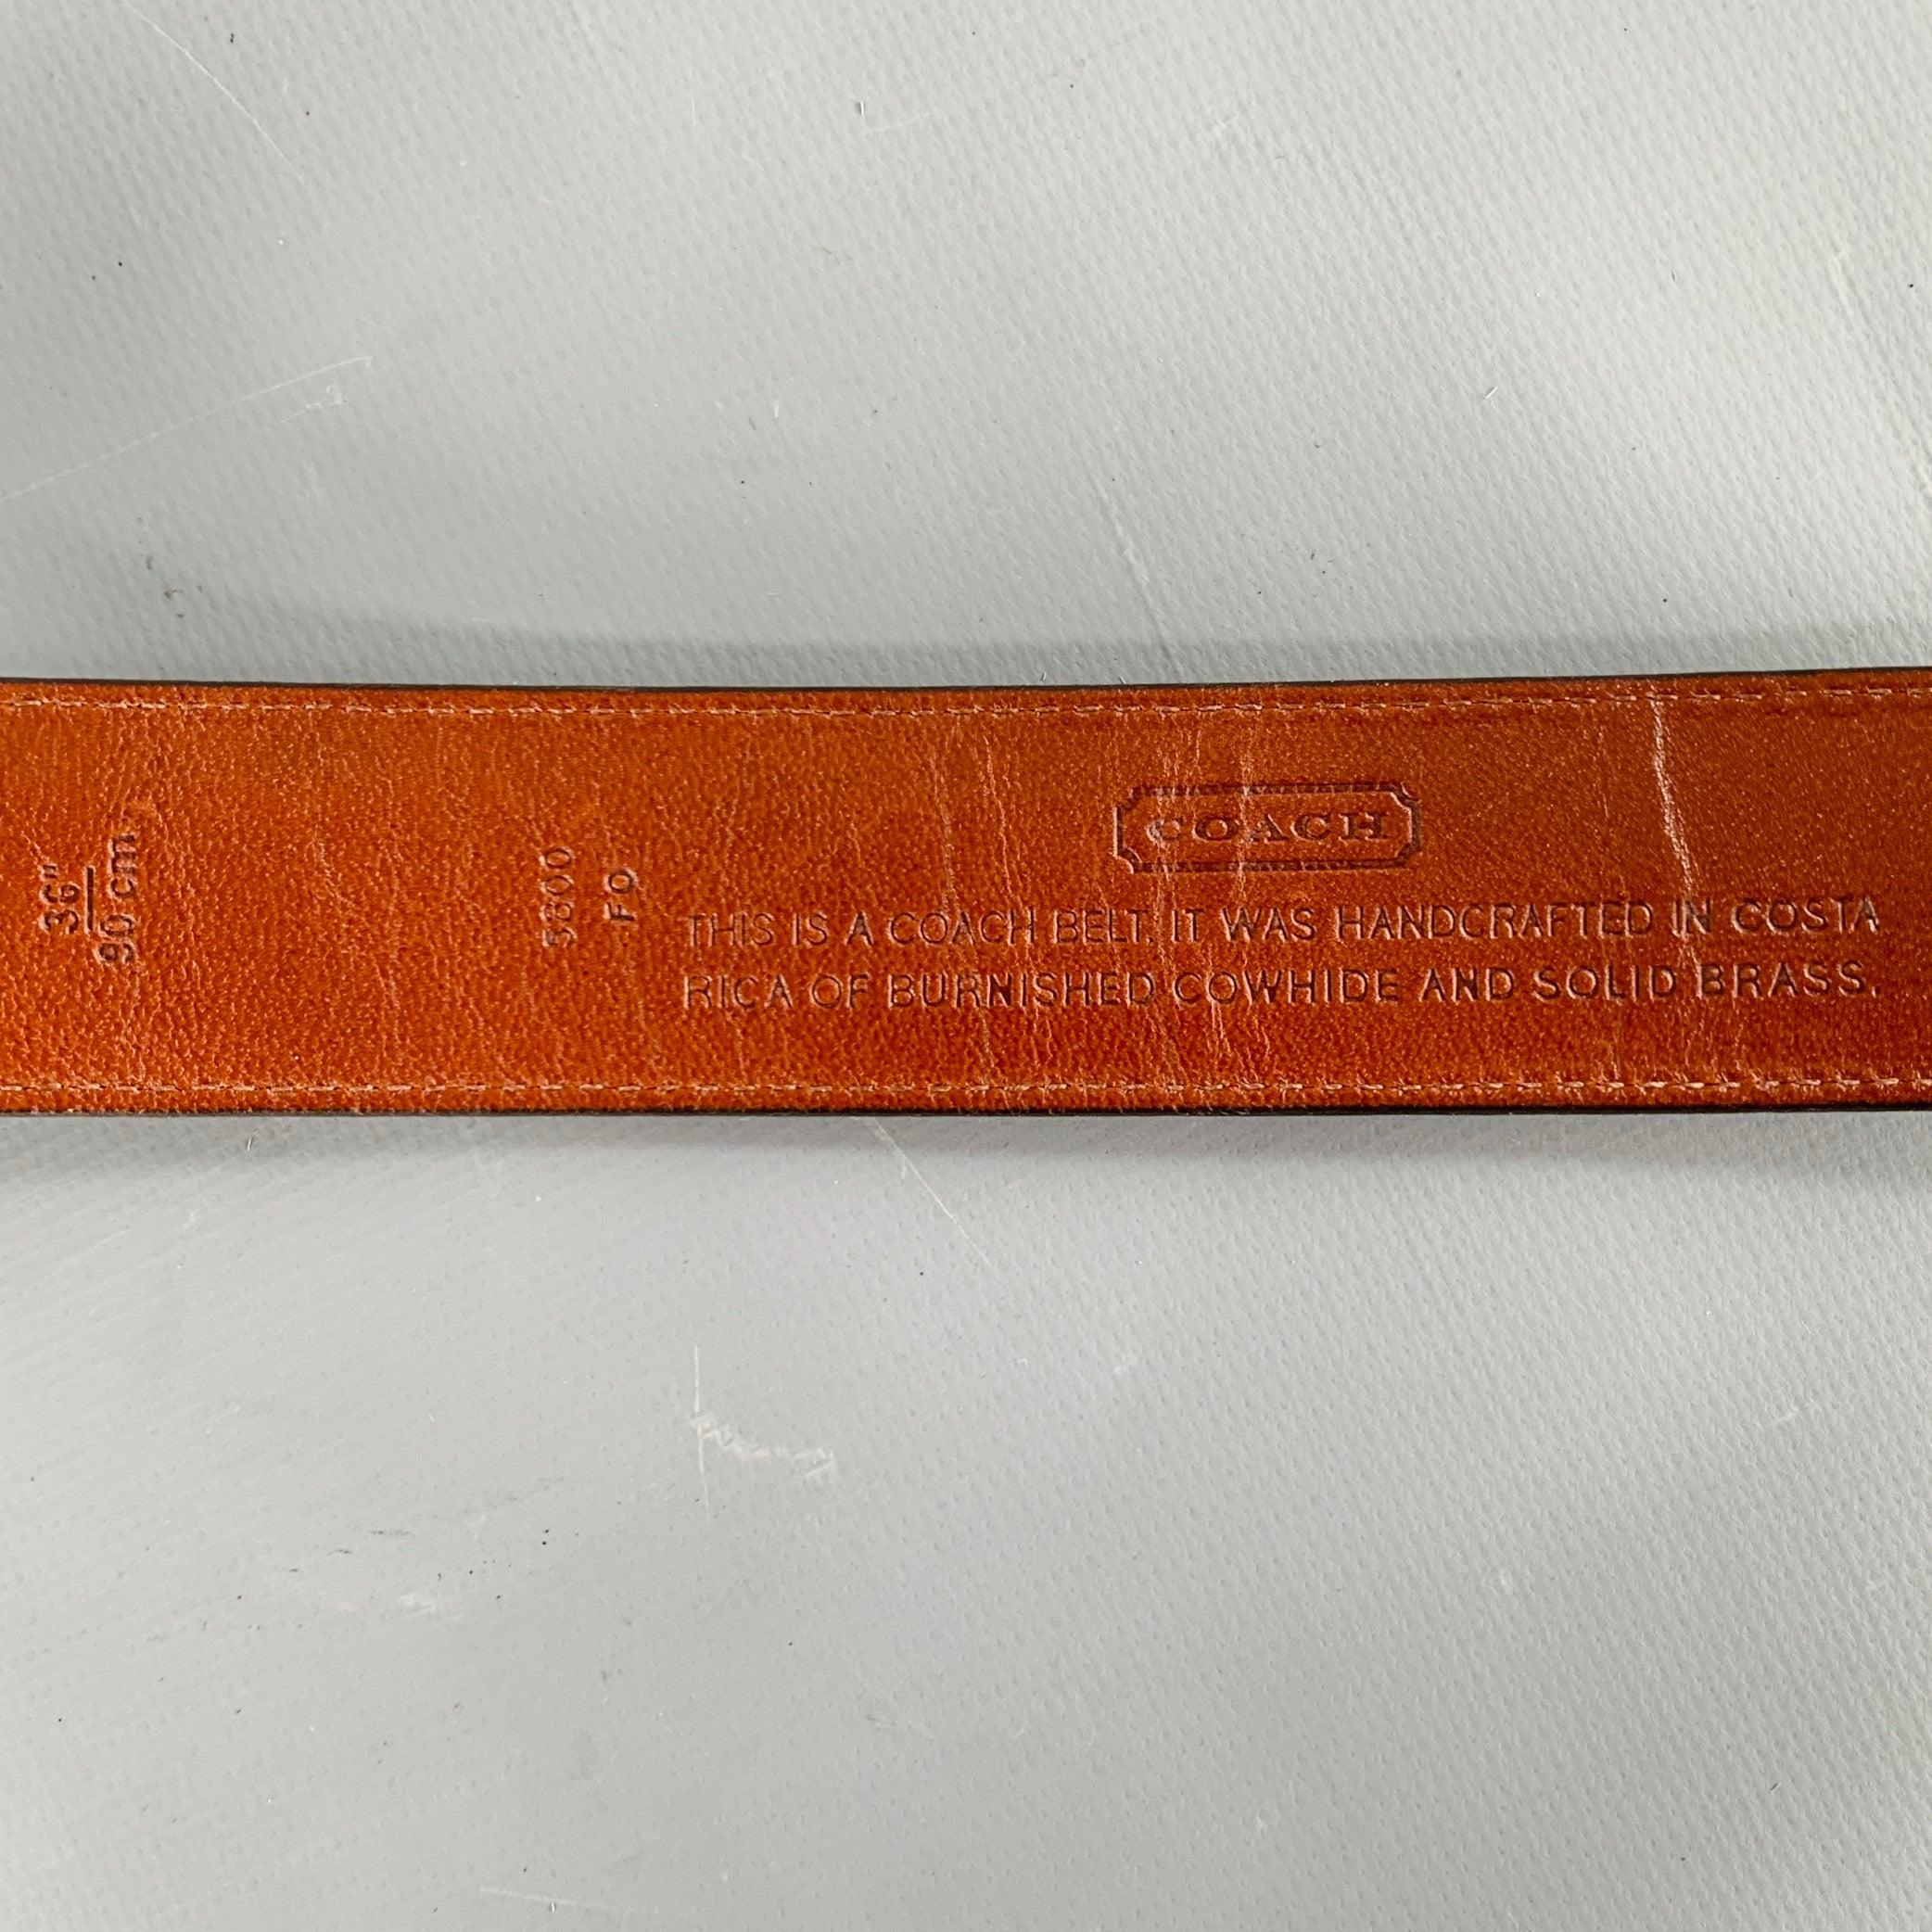 36"
90 cm
5800
FO
COACH
THIS IS A COACH BELT. IT WAS HANDCRAFTED IN COSTA
RICA OF BURNISHED COWHIDE AND SOLID BRASS.